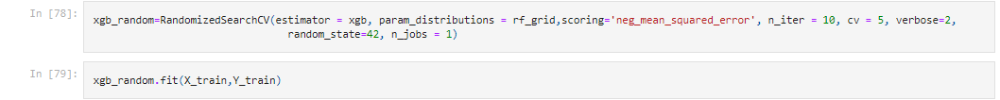 In [78]:
xgb_random=RandomizedSearchCV(estimator = xgb, param_distributions = rf_grid,scoring='neg_mean_squared_error', n_iter = 10, cv = 5, verbose=2,
random_state=42, n_jobs = 1)
In [79]:
xgb_random.fit(X_train,Y_train)